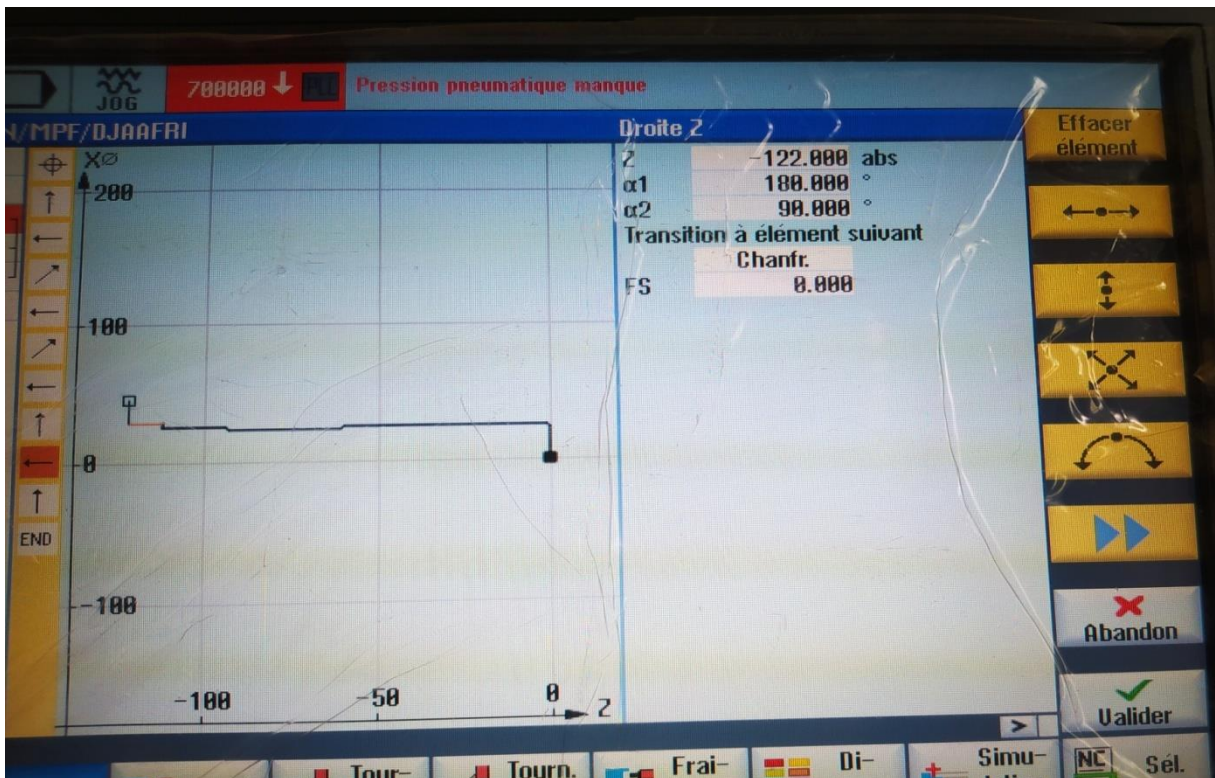 JOG
700000 Pression pneumatique manque
N/MPF/DJAAFRI
Droite Z
Effacer
élément
X∅
200
100
0
-100
-100 -50 0 Z
END
Z -122.000 abs
α1 180.000 °
α2 90.000 °
Transition à élément suivant
Chanfr.
FS 0.000
Abandon
Valider
Tour-
Tourn.
Frai-
Di-
Simu-
NC Sél.